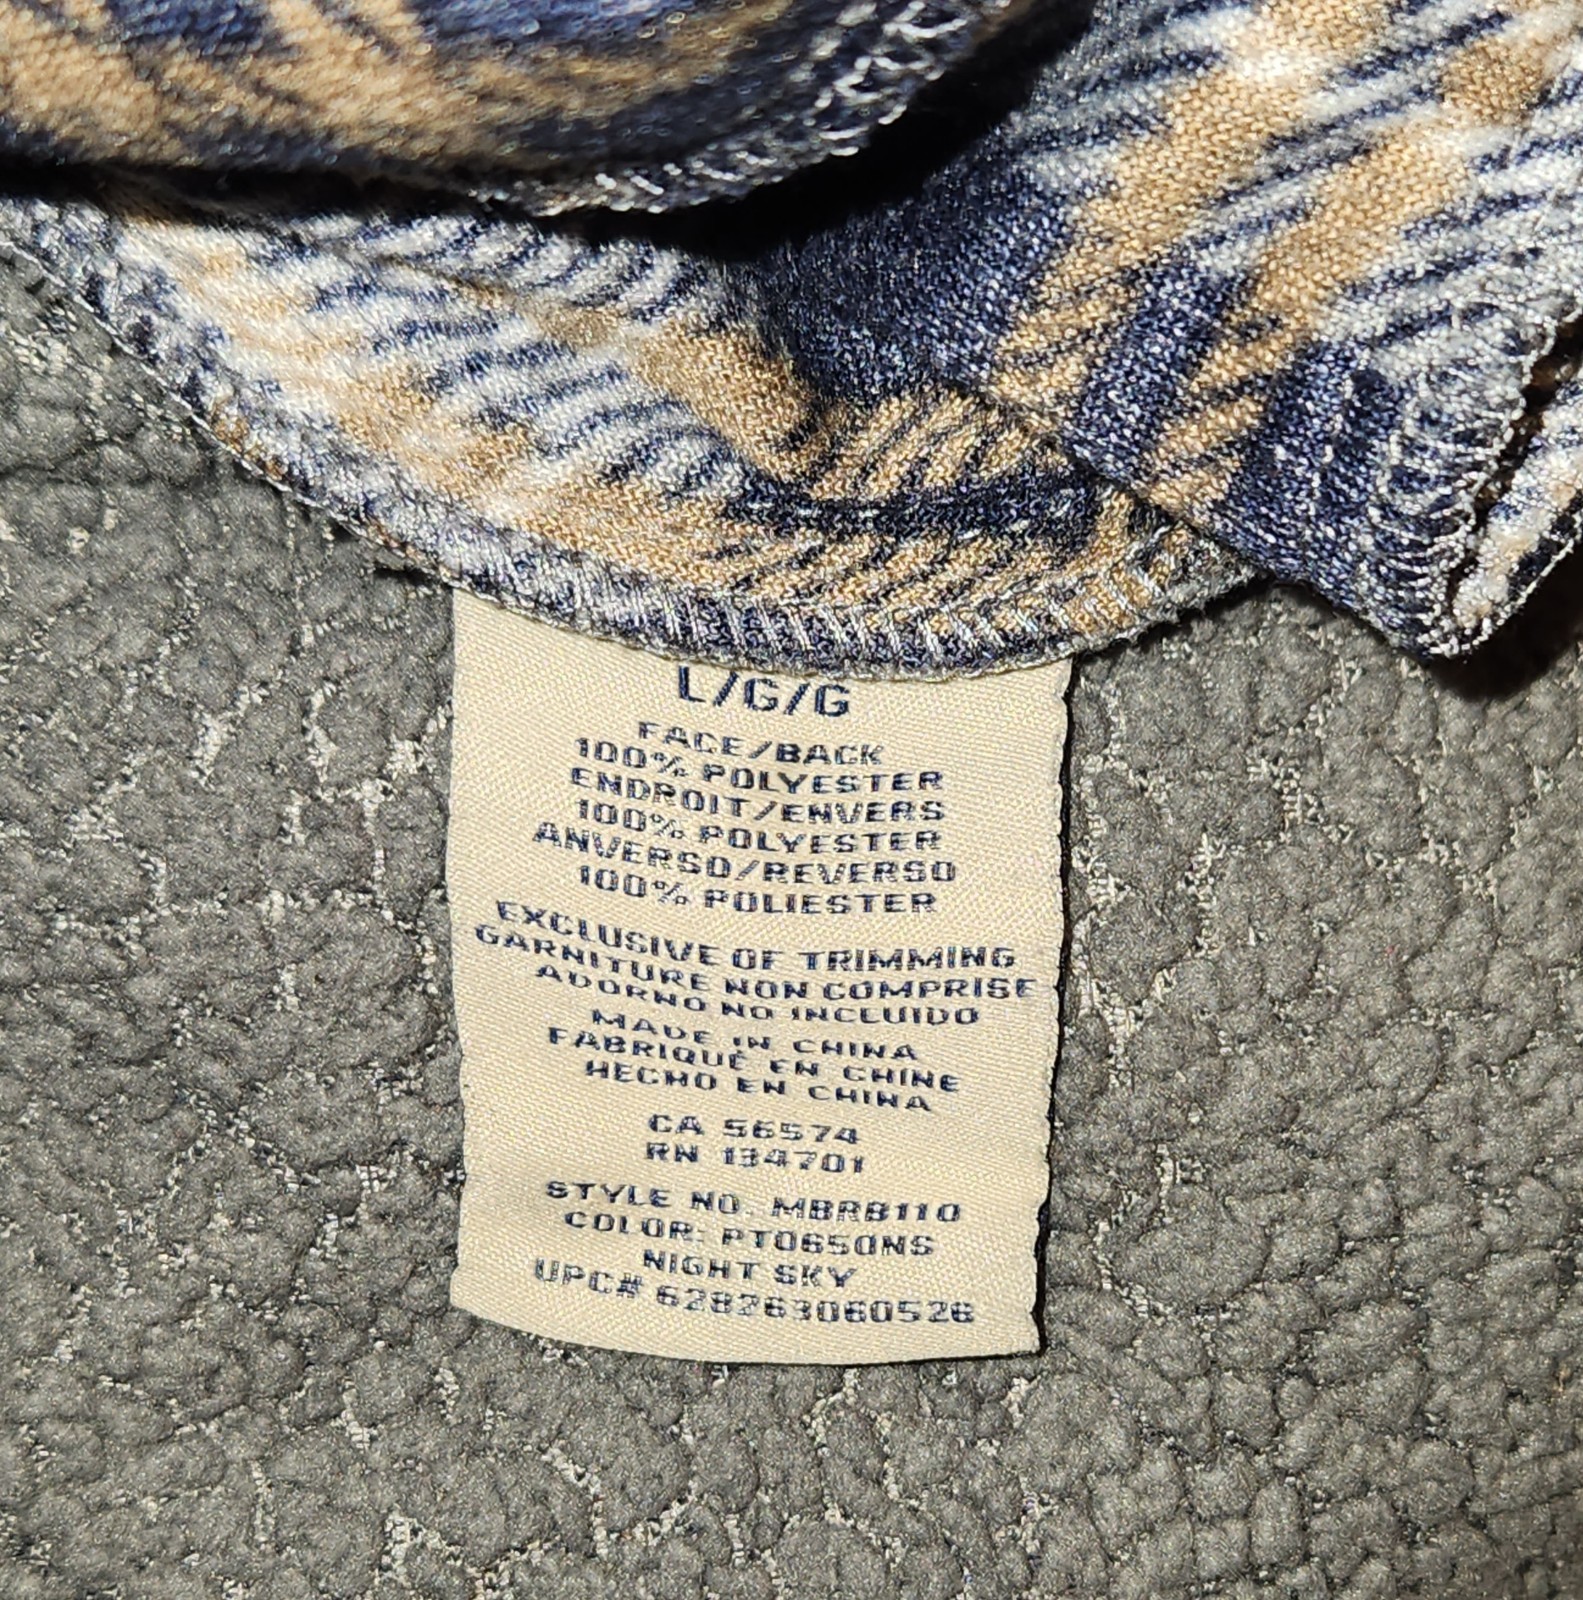 L/G/G
FACE/BACK
100% POLYESTER
ENDROIT/ENVERS
100% POLYESTER
ANVERSO/REVERSO
100% POLIESTER
EXCLUSIVE OF TRIMMING
GARNITURE NON COMPRISE
ADORNO NO INCLUIDO
MADE IN CHINA
FABRIQUÉ EN CHINE
HECHO EN CHINA
CA 56574
RN 134701
STYLE NO. MBRB110
COLOR: PT0650NS
NIGHT SKY
UPC# 628263060526